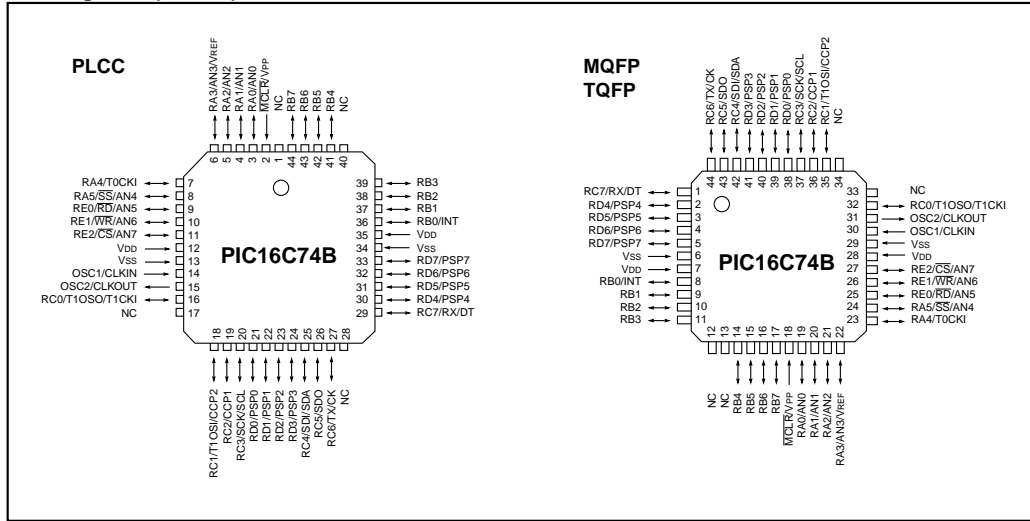 PLCC
RA3/AN3/VREF
RA2/AN2
RA1/AN1
RA0/AN0
MCLR/VPP
NC
RB7
RB6
RB5
RB4
NC
6
5
4
3
2
1
44
43
42
41
40
RA4/T0CKI 7
RA5/SS/AN4 8
RE0/RD/AN5 9
RE1/WR/AN6 10
RE2/CS/AN7 11
VDD 12
VSS 13
OSC1/CLKIN 14
OSC2/CLKOUT 15
RC0/T1OSO/T1CKI 16
NC 17
PIC16C74B
39 RB3
38 RB2
37 RB1
36 RB0/INT
35 VDD
34 VSS
33 RD7/PSP7
32 RD6/PSP6
31 RD5/PSP5
30 RD4/PSP4
29 RC7/RX/DT
18
19
20
21
22
23
24
25
26
27
28
RC1/T1OSI/CCP2
RC2/CCP1
RC3/SCK/SCL
RD0/PSP0
RD1/PSP1
RD2/PSP2
RD3/PSP3
RC4/SDI/SDA
RC5/SDO
RC6/TX/CK
NC
MQFP
TQFP
RC6/TX/CK
RC5/SDO
RC4/SDI/SDA
RD3/PSP3
RD2/PSP2
RD1/PSP1
RD0/PSP0
RC3/SCK/SCL
RC2/CCP1
RC1/T1OSI/CCP2
NC
44
43
42
41
40
39
38
37
36
35
34
RC7/RX/DT 1
RD4/PSP4 2
RD5/PSP5 3
RD6/PSP6 4
RD7/PSP7 5
VSS 6
VDD 7
RB0/INT 8
RB1 9
RB2 10
RB3 11
PIC16C74B
33 NC
32 RC0/T1OSO/T1CKI
31 OSC2/CLKOUT
30 OSC1/CLKIN
29 VSS
28 VDD
27 RE2/CS/AN7
26 RE1/WR/AN6
25 RE0/RD/AN5
24 RA5/SS/AN4
23 RA4/T0CKI
12
13
14
15
16
17
18
19
20
21
22
NC
NC
RB4
RB5
RB6
RB7
MCLR/VPP
RA0/AN0
RA1/AN1
RA2/AN2
RA3/AN3/VREF